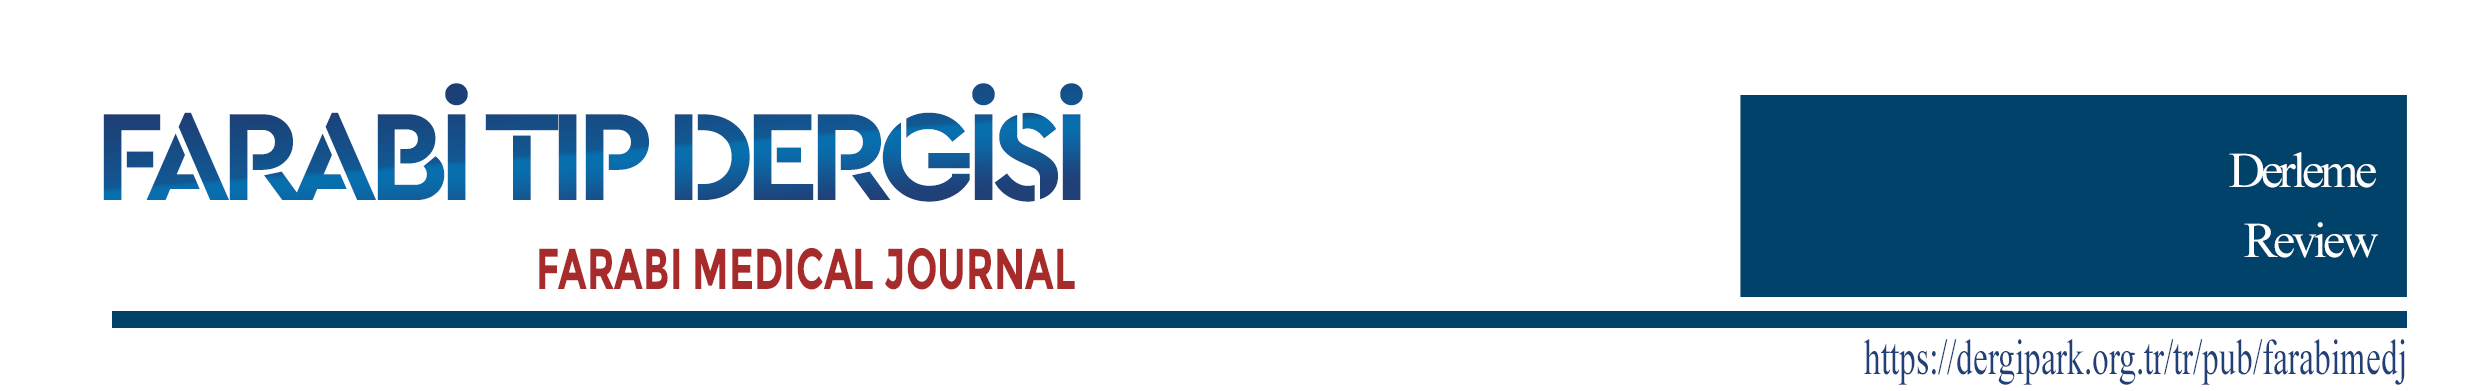 FARABİ TIP DERGİSİ
FARABI MEDICAL JOURNAL
Derleme
Review
https://dergipark.org.tr/tr/pub/farabimedj